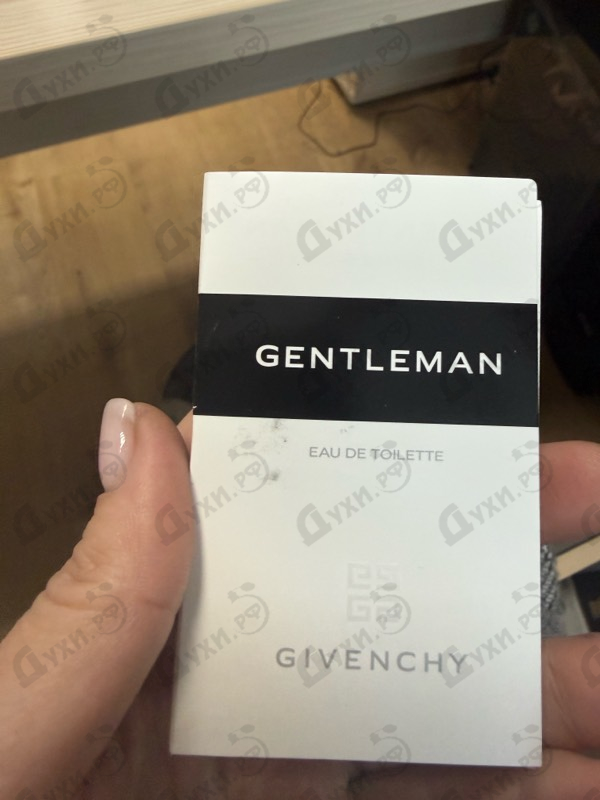 GENTLEMAN
EAU DE TOILETTE
GIVENCHY
Духи.рф